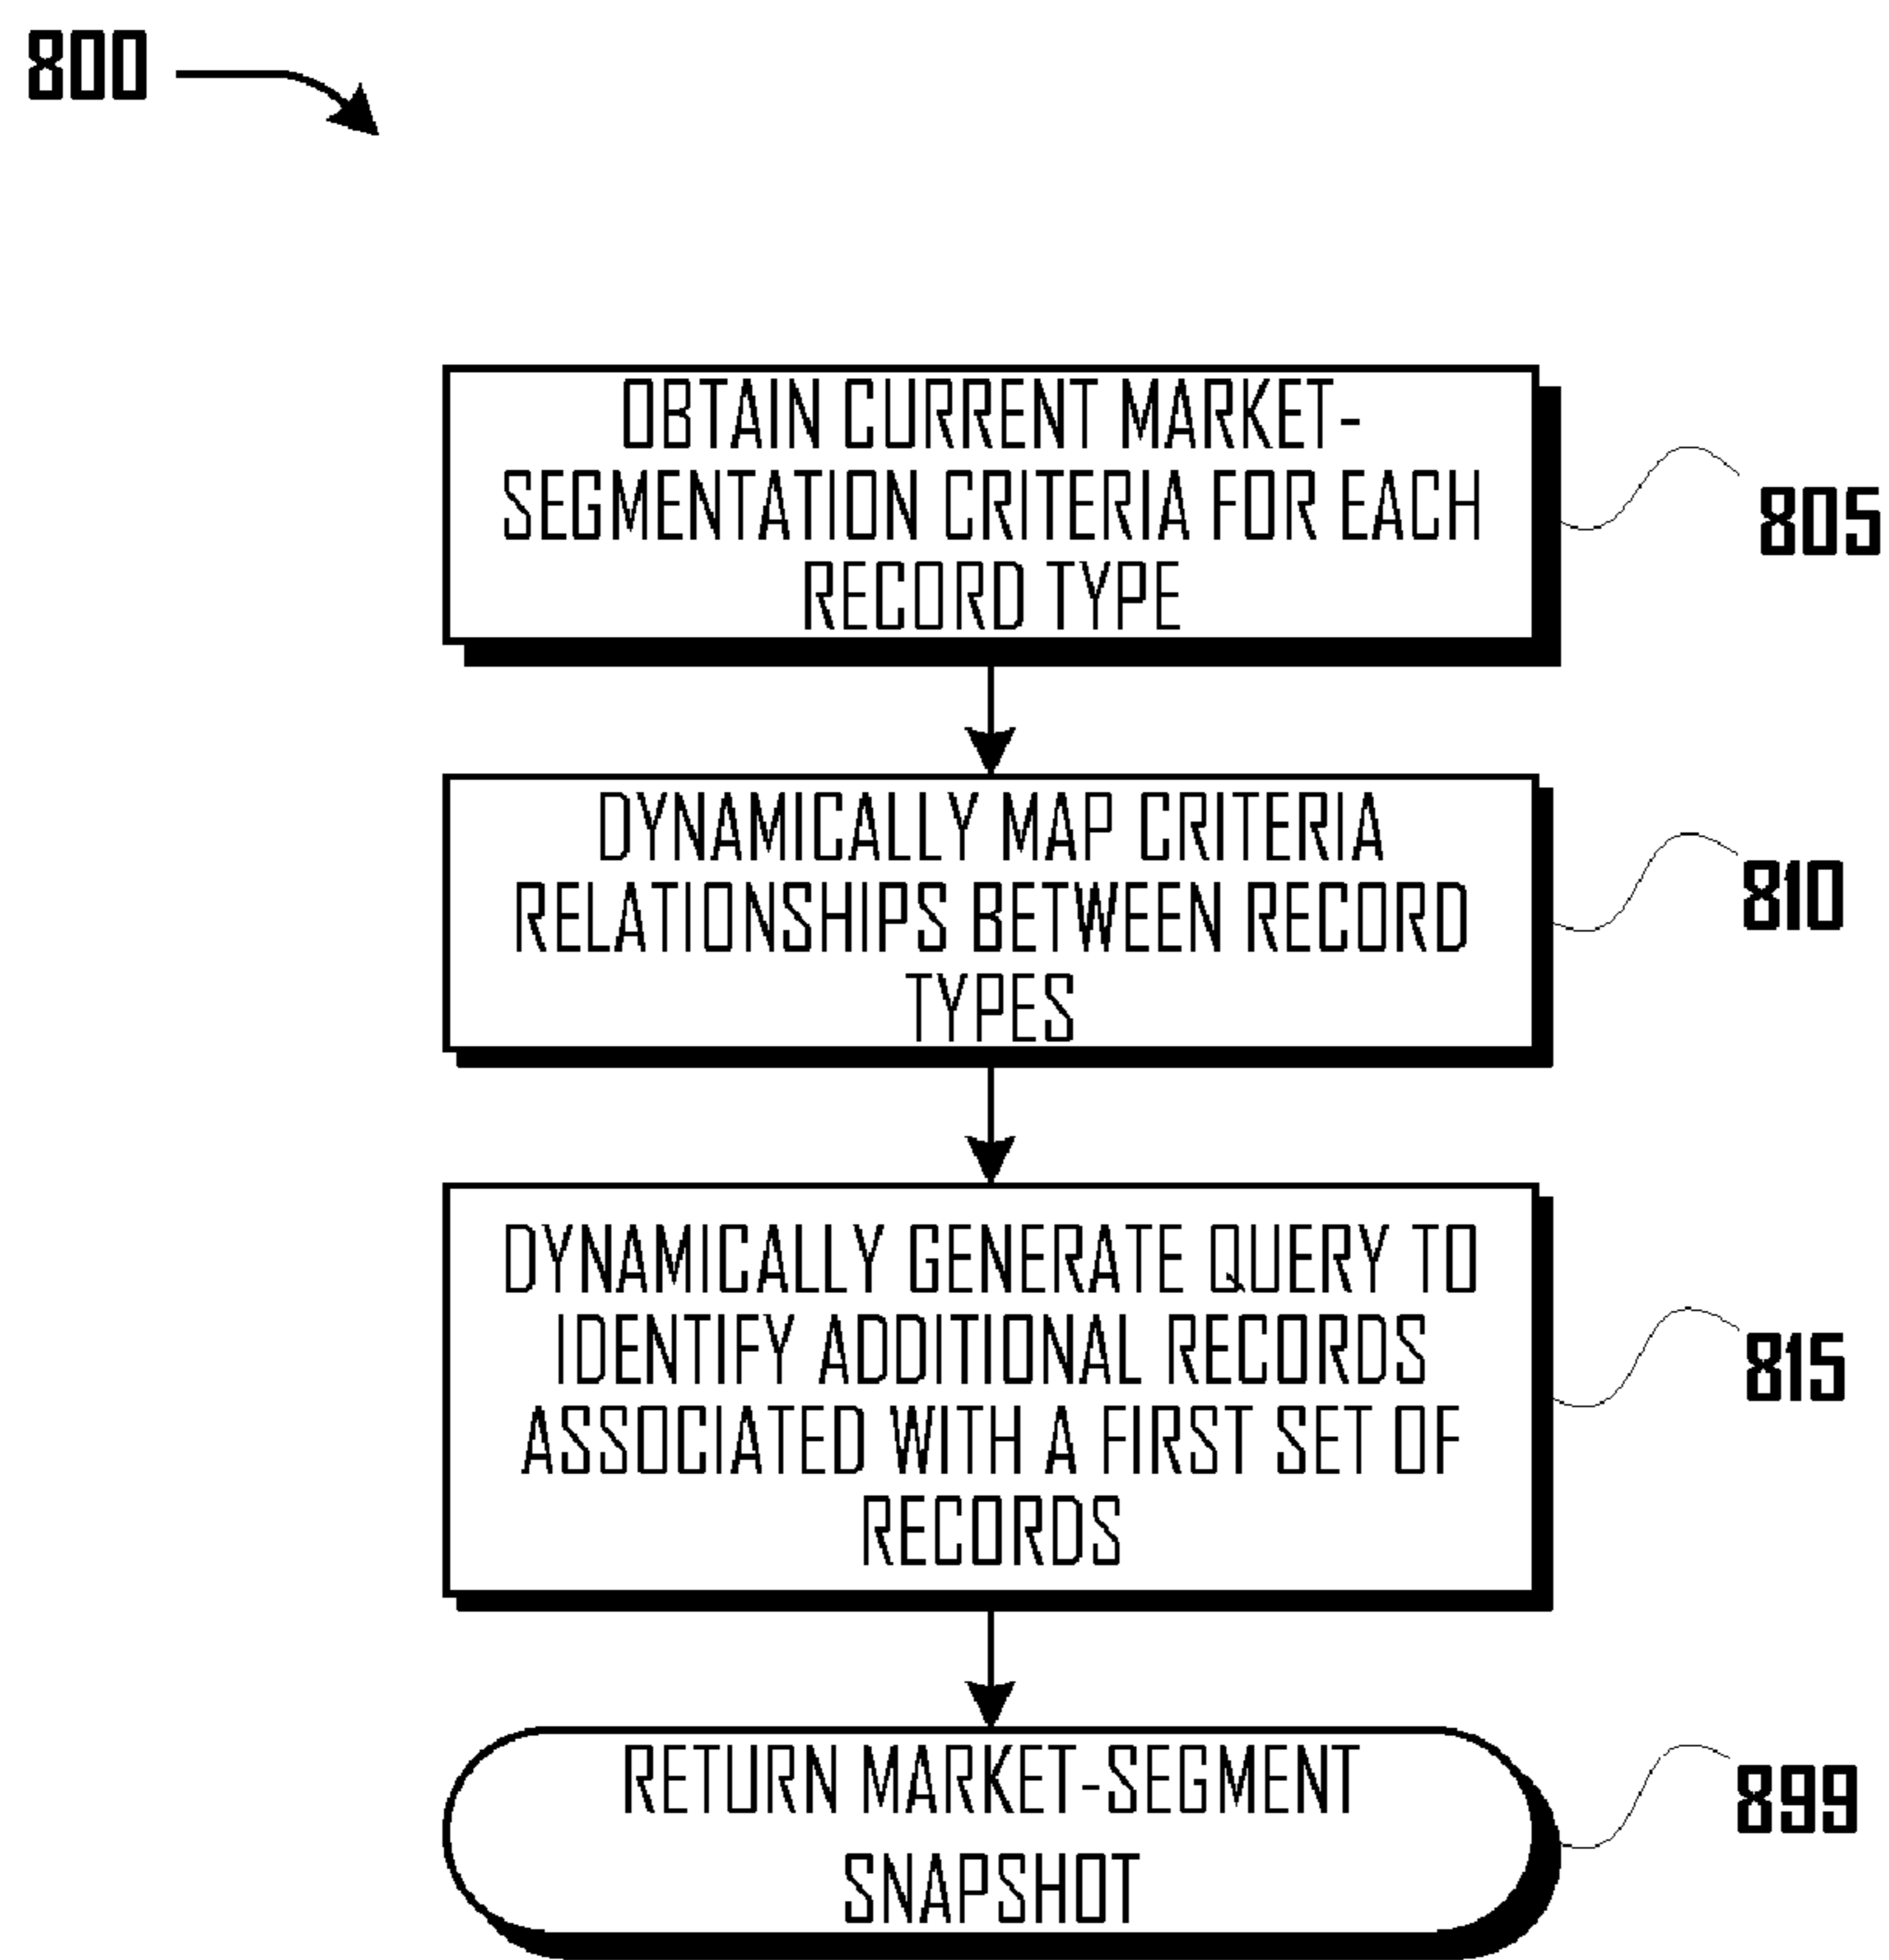 800
OBTAIN CURRENT MARKET-
SEGMENTATION CRITERIA FOR EACH
RECORD TYPE
805
DYNAMICALLY MAP CRITERIA
RELATIONSHIPS BETWEEN RECORD
TYPES
810
DYNAMICALLY GENERATE QUERY TO
IDENTIFY ADDITIONAL RECORDS
ASSOCIATED WITH A FIRST SET OF
RECORDS
815
RETURN MARKET-SEGMENT
SNAPSHOT
899